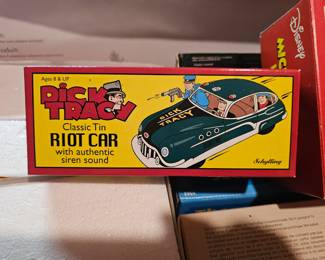 Ages 8 & UP
DICK
TRACY
Classic Tin
RIOT CAR
with authentic
siren sound
DICK
TRACY
Schylling
DISNEY